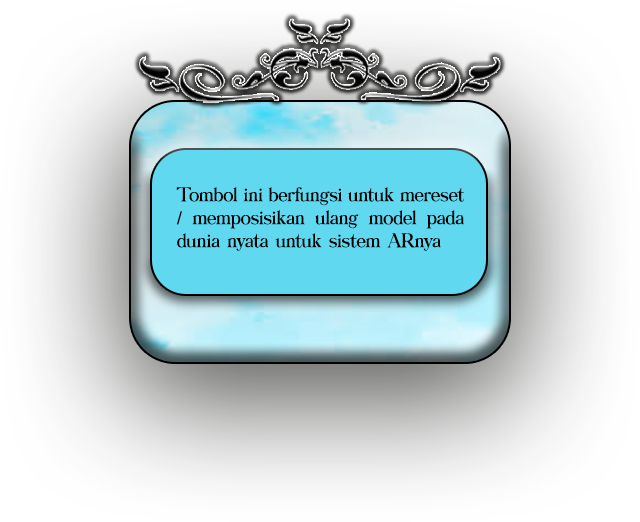 Tombol ini berfungsi untuk mereset
/ memposisikan ulang model pada
dunia nyata untuk sistem ARnya